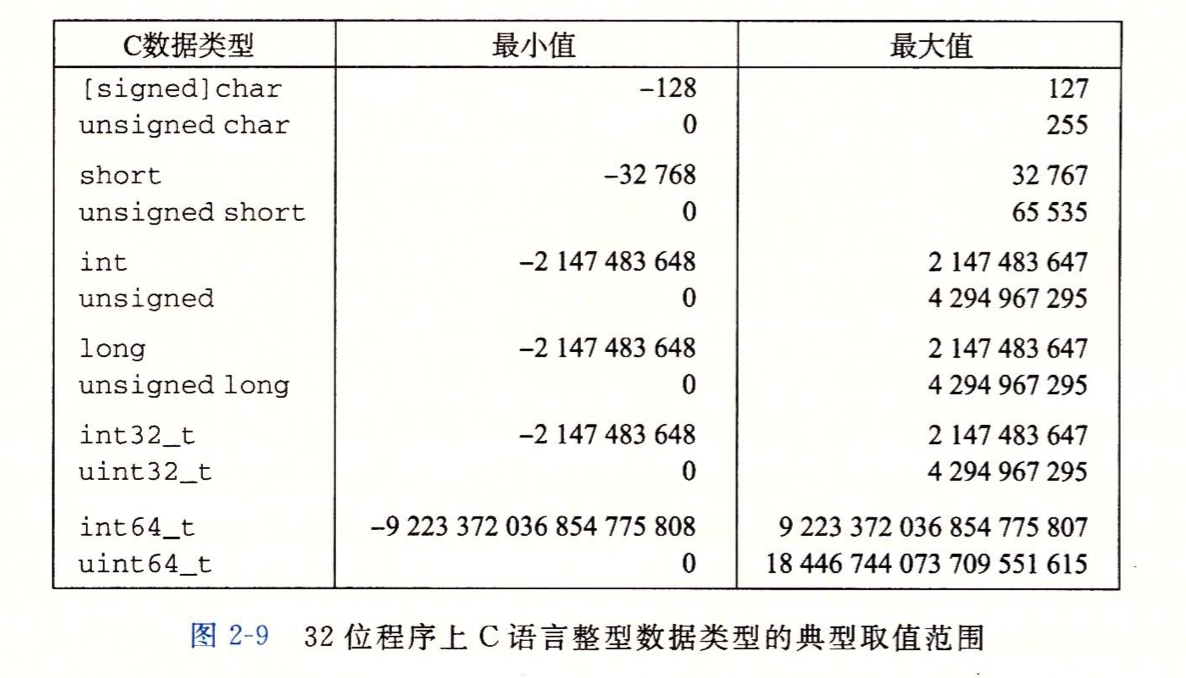 C数据类型 最小值 最大值
[signed]char −128 127
unsigned char 0 255
short −32 768 32 767
unsigned short 0 65 535
int −2 147 483 648 2 147 483 647
unsigned 0 4 294 967 295
long −2 147 483 648 2 147 483 647
unsigned long 0 4 294 967 295
int32_t −2 147 483 648 2 147 483 647
uint32_t 0 4 294 967 295
int64_t −9 223 372 036 854 775 808 9 223 372 036 854 775 807
uint64_t 0 18 446 744 073 709 551 615
图 2-9 32 位程序上 C 语言整型数据类型的典型取值范围